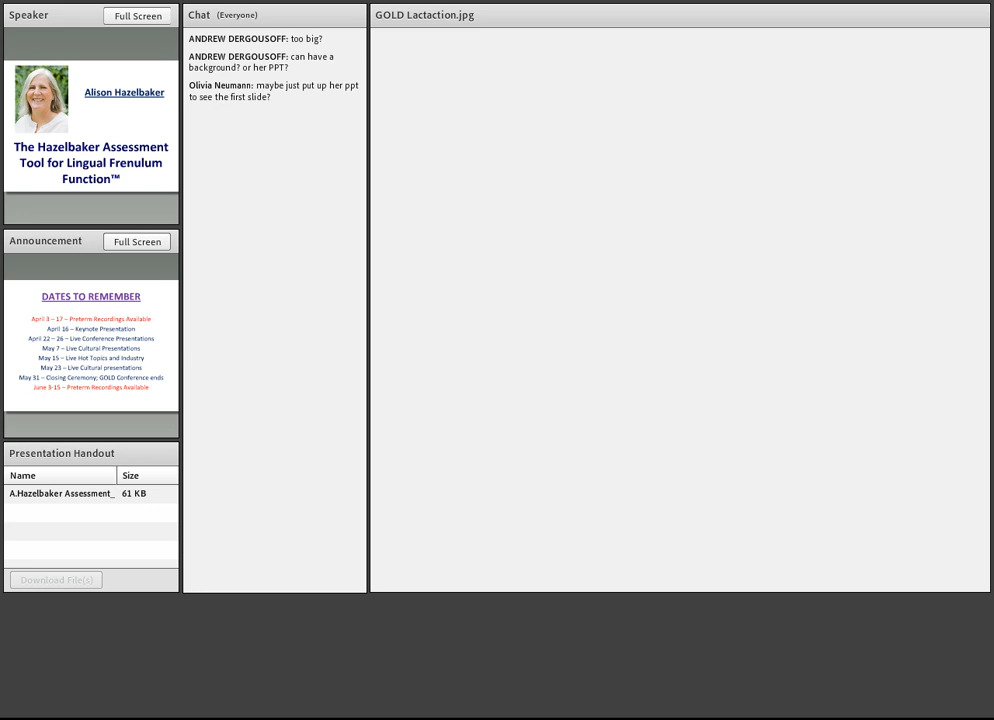 Speaker
Full Screen
Alison Hazelbaker
The Hazelbaker Assessment
Tool for Lingual Frenulum
Function™
Announcement
Full Screen
DATES TO REMEMBER
April 3 – 17 – Preterm Recordings Available
April 16 – Keynote Presentation
April 22 – 26 – Live Conference Presentations
May 7 – Live Cultural Presentations
May 15 – Live Hot Topics and Industry
May 23 – Live Cultural presentations
May 31 – Closing Ceremony; GOLD Conference ends
June 3-15 – Preterm Recordings Available
Presentation Handout
Name Size
A.Hazelbaker Assessment_ 61 KB
Download File(s)
Chat (Everyone)
ANDREW DERGOUSOFF: too big?
ANDREW DERGOUSOFF: can have a
background? or her PPT?
Olivia Neumann: maybe just put up her ppt
to see the first slide?
GOLD Lactaction.jpg